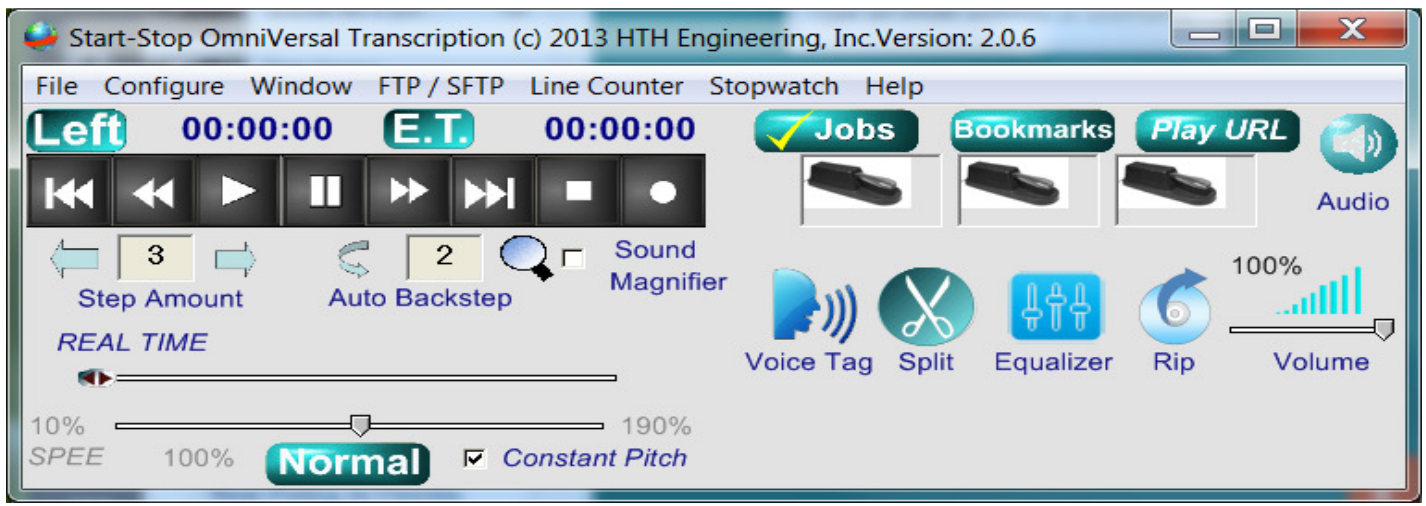 Start-Stop OmniVersal Transcription (c) 2013 HTH Engineering, Inc.Version: 2.0.6
File Configure Window FTP / SFTP Line Counter Stopwatch Help
Left 00:00:00 E.T. 00:00:00 Jobs Bookmarks Play URL
Audio
3 2 Sound Magnifier
Step Amount Auto Backstep
100%
REAL TIME
Voice Tag Split Equalizer Rip Volume
10% 190%
SPEE 100% Normal Constant Pitch